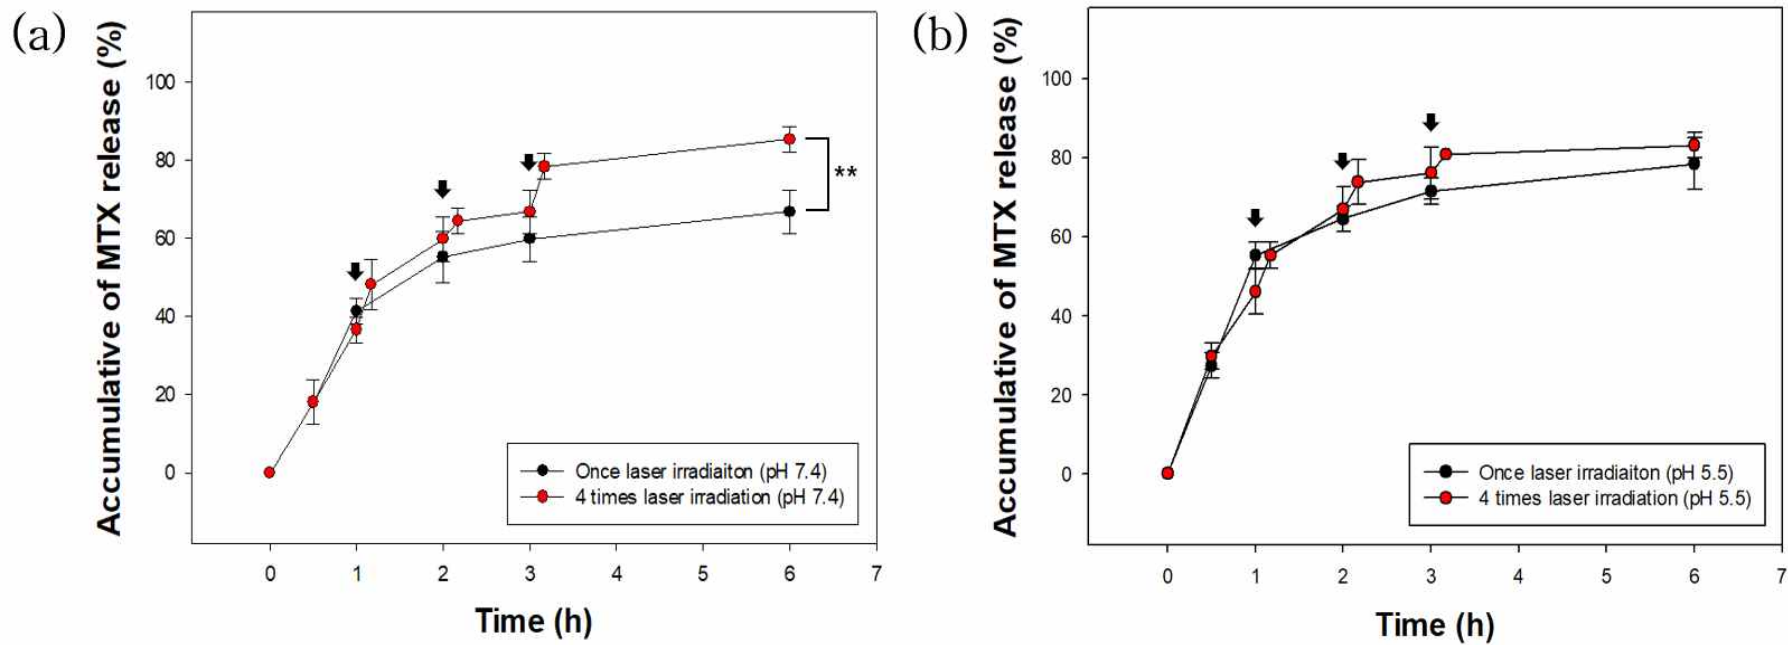 (a)
Accumulative of MTX release (%)
100
80
60
40
20
0
**
Once laser irradiaiton (pH 7.4)
4 times laser irradiation (pH 7.4)
0 1 2 3 4 5 6 7
Time (h)
(b)
Accumulative of MTX release (%)
100
80
60
40
20
0
Once laser irradiaiton (pH 5.5)
4 times laser irradiation (pH 5.5)
0 1 2 3 4 5 6 7
Time (h)